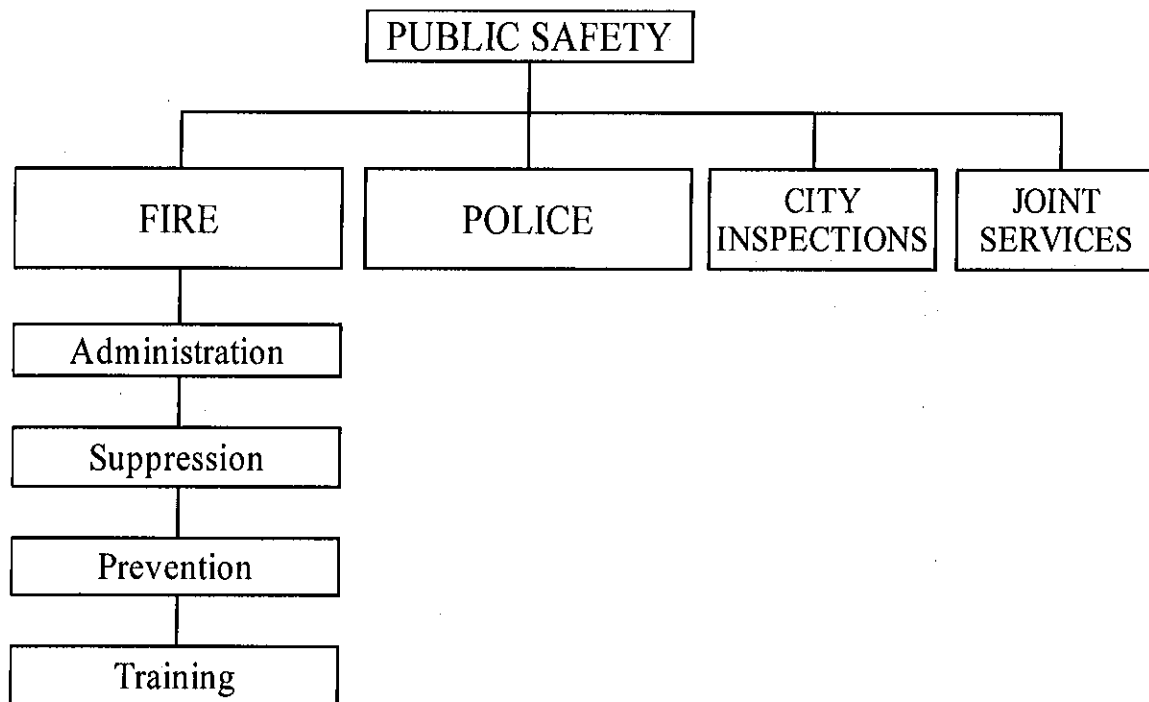 PUBLIC SAFETY
FIRE
POLICE
CITY
INSPECTIONS
JOINT
SERVICES
Administration
Suppression
Prevention
Training